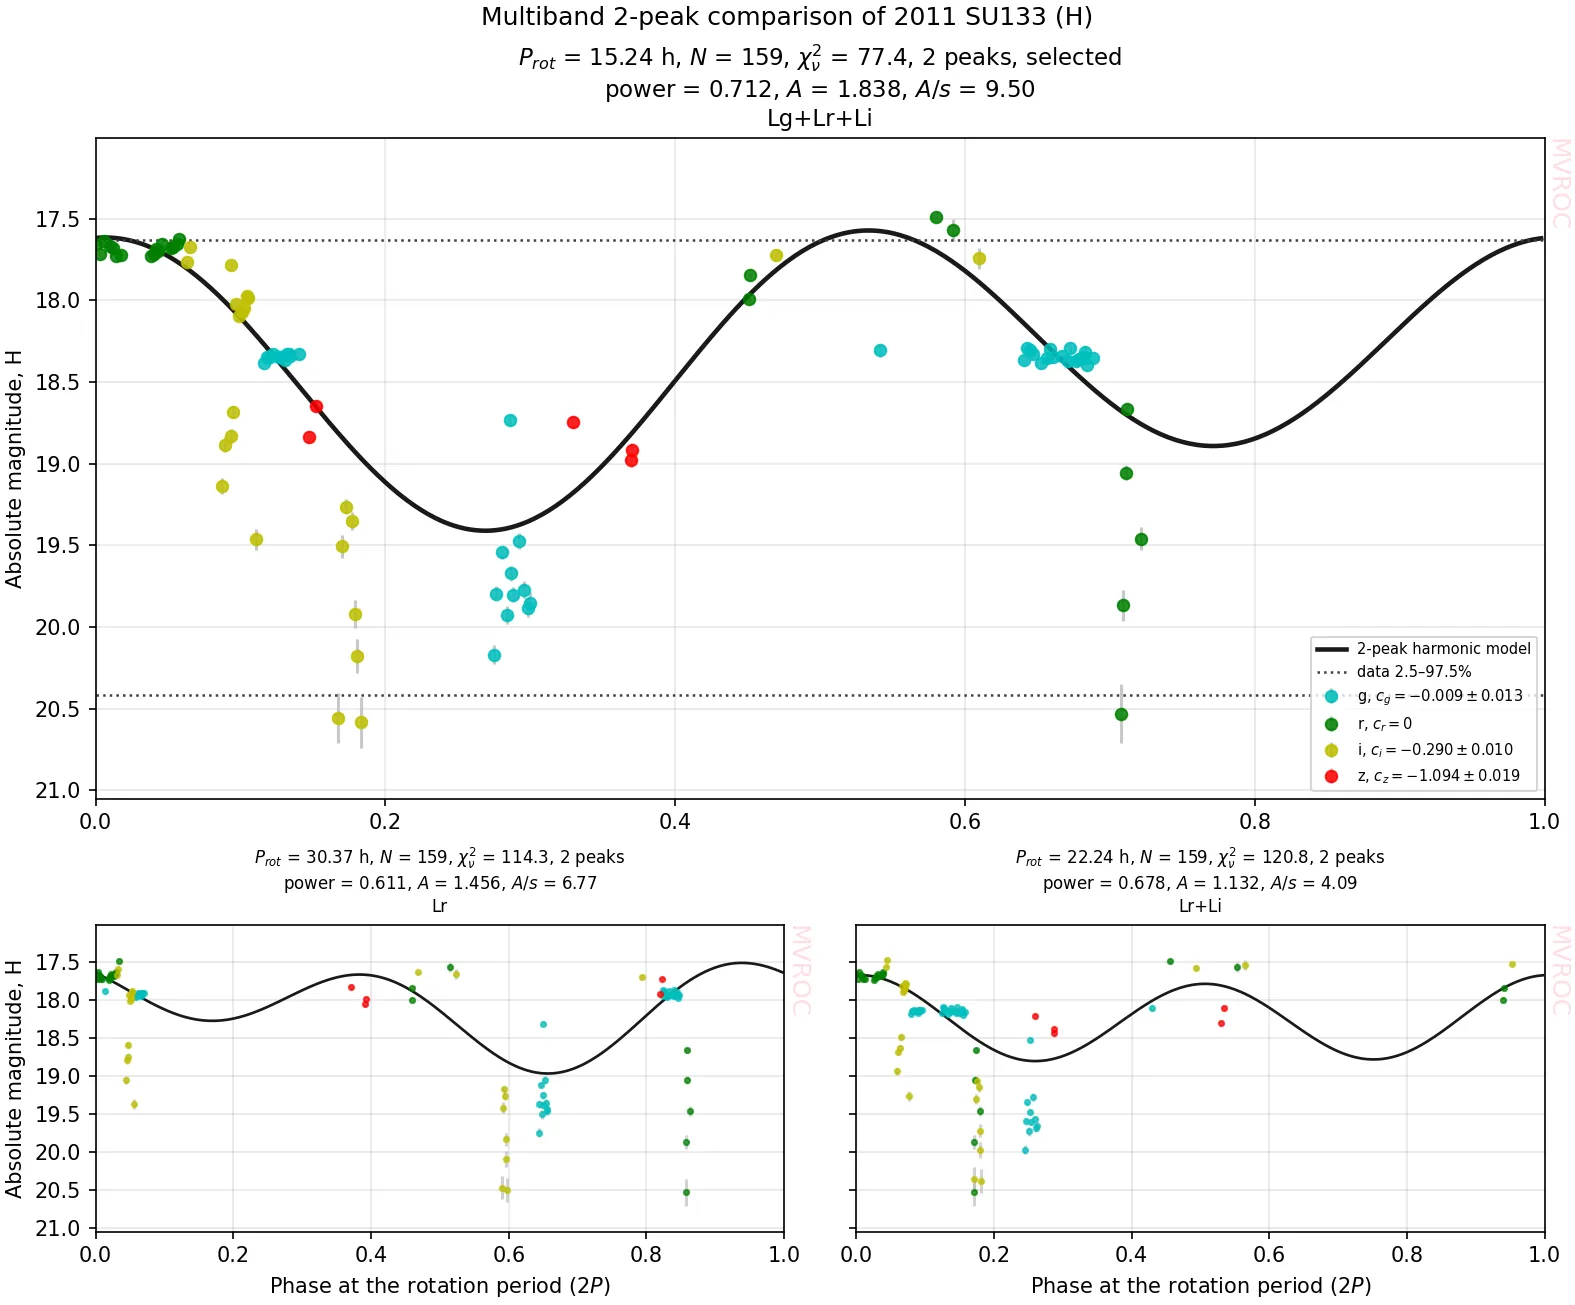 Multiband 2-peak comparison of 2011 SU133 (H)
P_rot = 15.24 h, N = 159, χ²_ν = 77.4, 2 peaks, selected
power = 0.712, A = 1.838, A/s = 9.50
Lg+Lr+Li
MVROC
17.5
18.0
18.5
19.0
19.5
20.0
20.5
21.0
Absolute magnitude, H
2-peak harmonic model
data 2.5–97.5%
g, c_g = −0.009 ± 0.013
r, c_r = 0
i, c_i = −0.290 ± 0.010
z, c_z = −1.094 ± 0.019
0.0 0.2 0.4 0.6 0.8 1.0
P_rot = 30.37 h, N = 159, χ²_ν = 114.3, 2 peaks
power = 0.611, A = 1.456, A/s = 6.77
Lr
MVROC
17.5
18.0
18.5
19.0
19.5
20.0
20.5
21.0
Absolute magnitude, H
0.0 0.2 0.4 0.6 0.8 1.0
Phase at the rotation period (2P)
P_rot = 22.24 h, N = 159, χ²_ν = 120.8, 2 peaks
power = 0.678, A = 1.132, A/s = 4.09
Lr+Li
MVROC
0.0 0.2 0.4 0.6 0.8 1.0
Phase at the rotation period (2P)